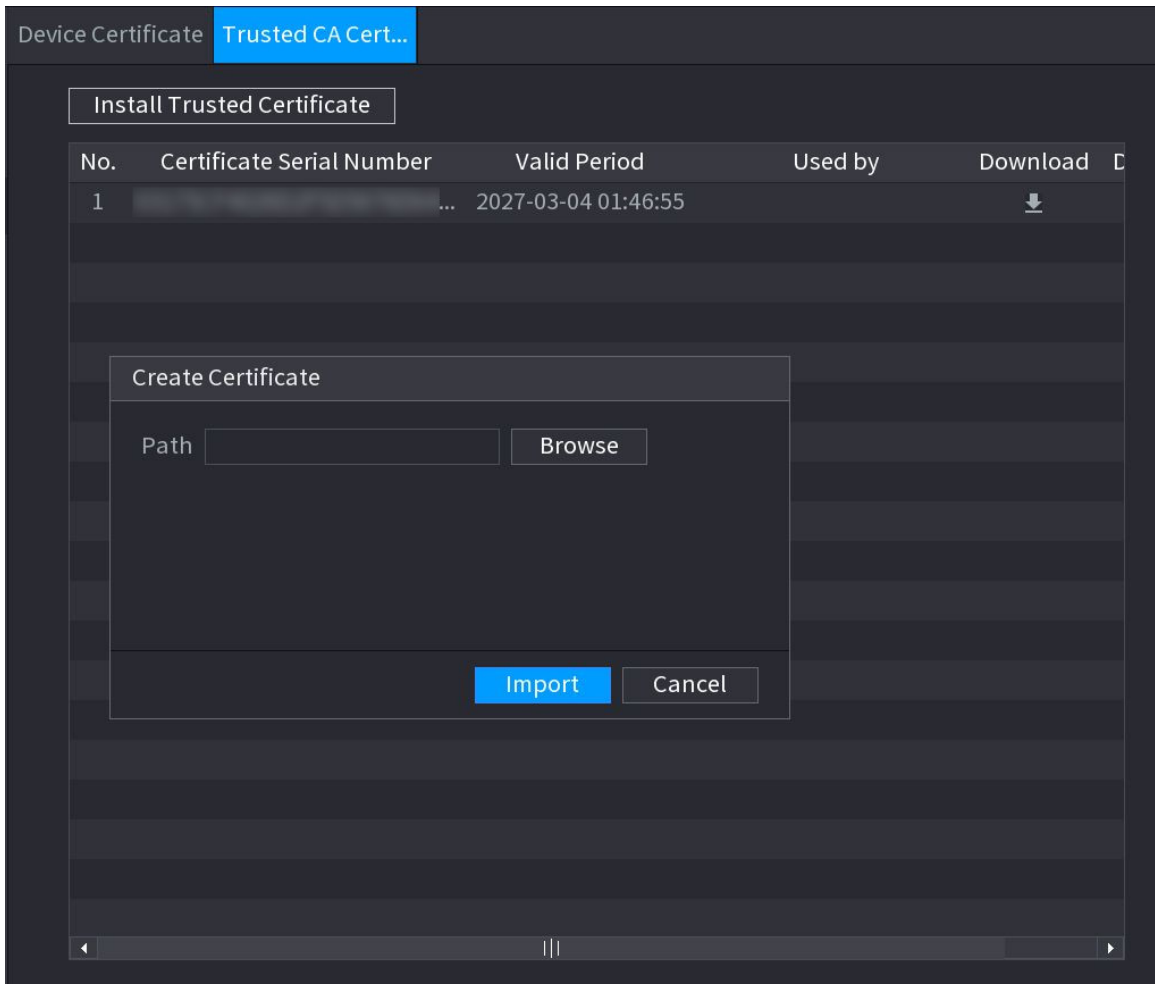 Device Certificate Trusted CA Cert...
Install Trusted Certificate
No. Certificate Serial Number Valid Period Used by Download D
1 ... 2027-03-04 01:46:55
Create Certificate
Path Browse
Import Cancel